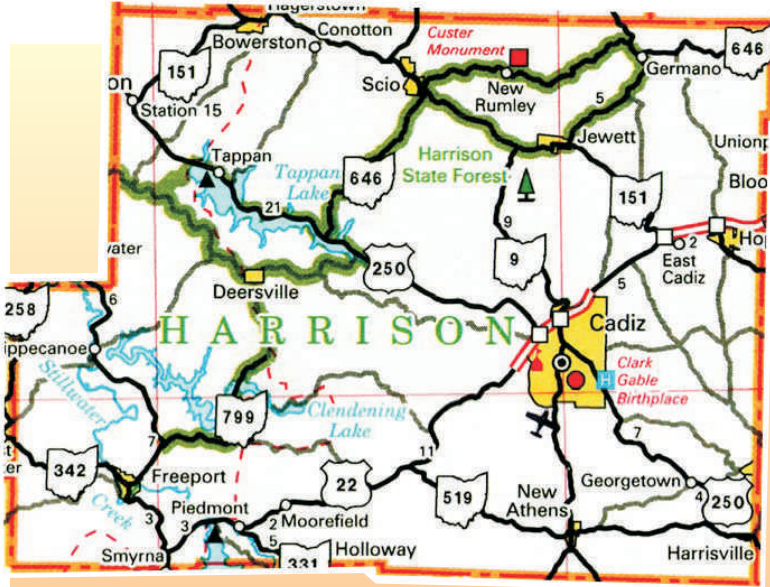 Hagerstown
Bowerston
Conotton
151
Custer
Monument
Germano
646
on
Station 15
Scio
New
Rumley
5
Jewett
Unionp
Tappan
Tappan
Lake
646
Harrison
State Forest
151
Bloo
21
9
9
2
Hop
East
Cadiz
water
250
5
Deersville
6
258
HARRISON
Cadiz
ippecanoe
Stillwater
Clark
Gable
Birthplace
H
799
Clendening
Lake
7
7
11
342
Freeport
22
519
Georgetown
4
250
Creek
Piedmont
New
Athens
3
3
2
Moorefield
5
Smyrna
331
Holloway
Harrisville